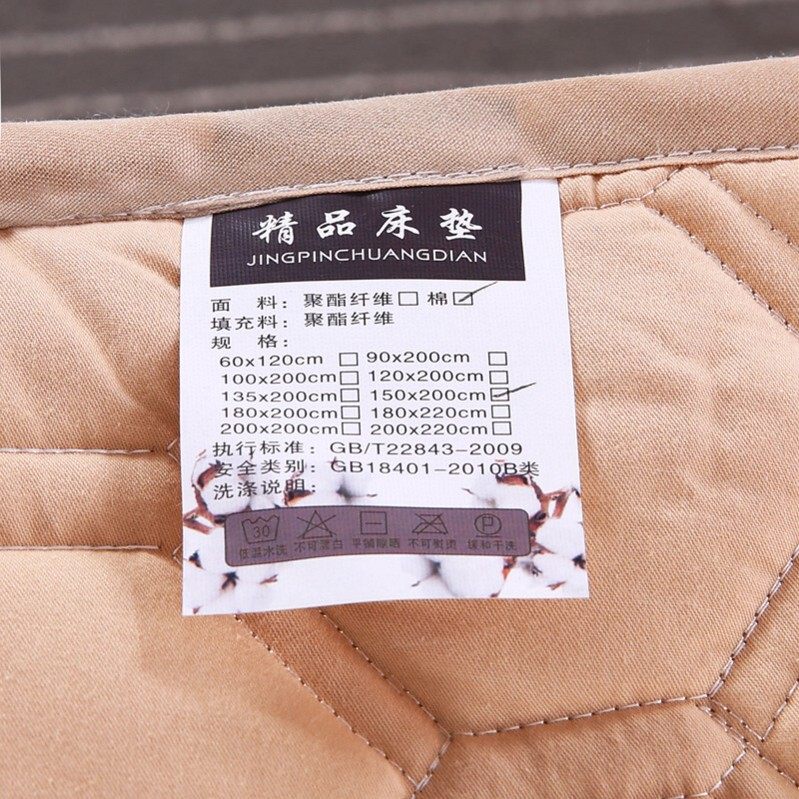 精品床垫
JINGPINCHUANGDIAN
面 料：聚酯纤维□ 棉☑
填充料：聚酯纤维
规 格：
60x120cm□ 90x200cm□
100x200cm□ 120x200cm□
135x200cm□ 150x200cm☑
180x200cm□ 180x220cm□
200x200cm□ 200x220cm□
执行标准：GB/T22843-2009
安全类别：GB18401-2010B类
洗涤说明：
30 P
低温水洗 不可漂白 平铺晾晒 不可熨烫 缓和干洗